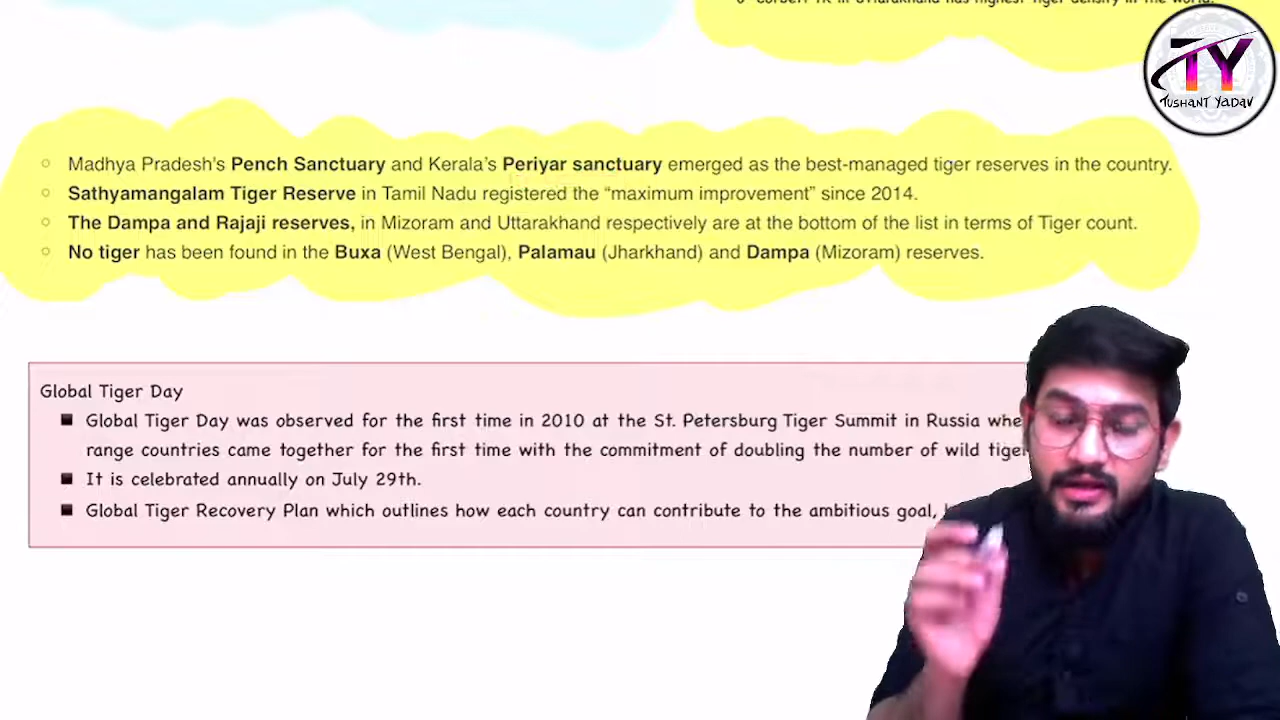 TY
TUSHANT YADAV
Madhya Pradesh's Pench Sanctuary and Kerala's Periyar sanctuary emerged as the best-managed tiger reserves in the country.
Sathyamangalam Tiger Reserve in Tamil Nadu registered the “maximum improvement” since 2014.
The Dampa and Rajaji reserves, in Mizoram and Uttarakhand respectively are at the bottom of the list in terms of Tiger count.
No tiger has been found in the Buxa (West Bengal), Palamau (Jharkhand) and Dampa (Mizoram) reserves.
Global Tiger Day
Global Tiger Day was observed for the first time in 2010 at the St. Petersburg Tiger Summit in Russia
range countries came together for the first time with the commitment of doubling the number of wild
It is celebrated annually on July 29th.
Global Tiger Recovery Plan which outlines how each country can contribute to the ambitious goal,